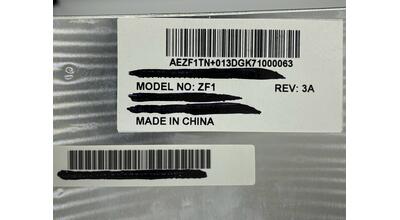 AEZF1TN+013DGK71000063
MODEL NO: ZF1 REV: 3A
MADE IN CHINA